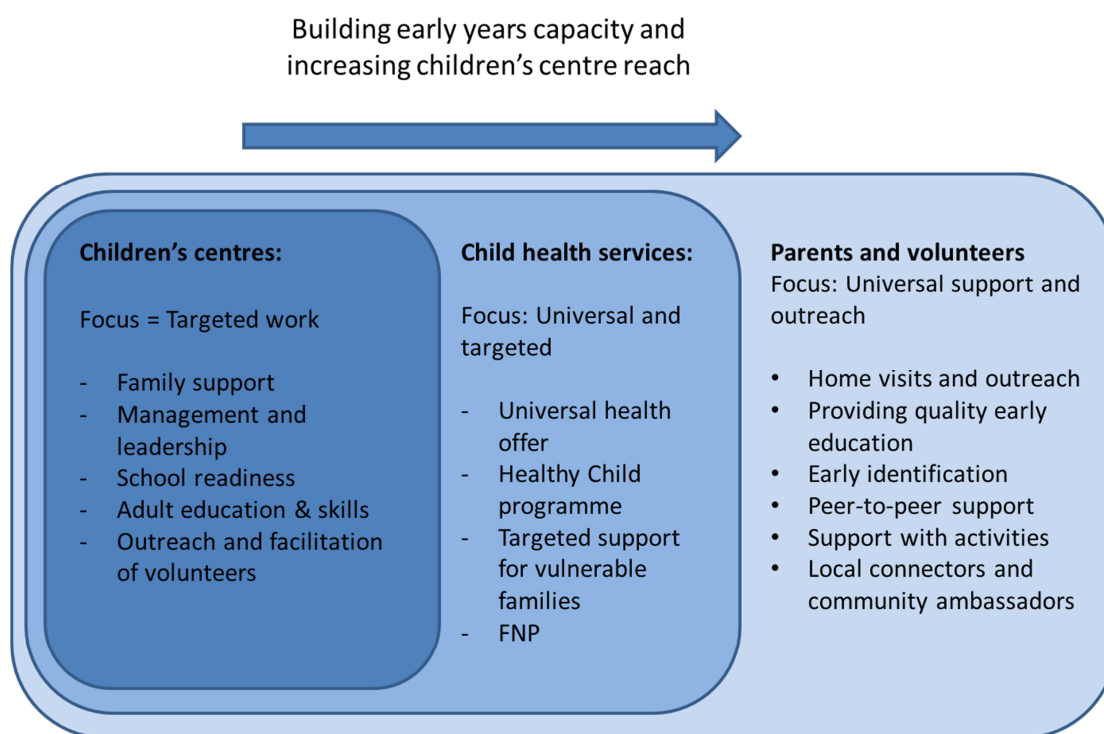 Building early years capacity and
increasing children’s centre reach
Children’s centres:
Focus = Targeted work
- Family support
- Management and
leadership
- School readiness
- Adult education & skills
- Outreach and facilitation
of volunteers
Child health services:
Focus: Universal and
targeted
- Universal health
offer
- Healthy Child
programme
- Targeted support
for vulnerable
families
- FNP
Parents and volunteers
Focus: Universal support and
outreach
• Home visits and outreach
• Providing quality early
education
• Early identification
• Peer-to-peer support
• Support with activities
• Local connectors and
community ambassadors